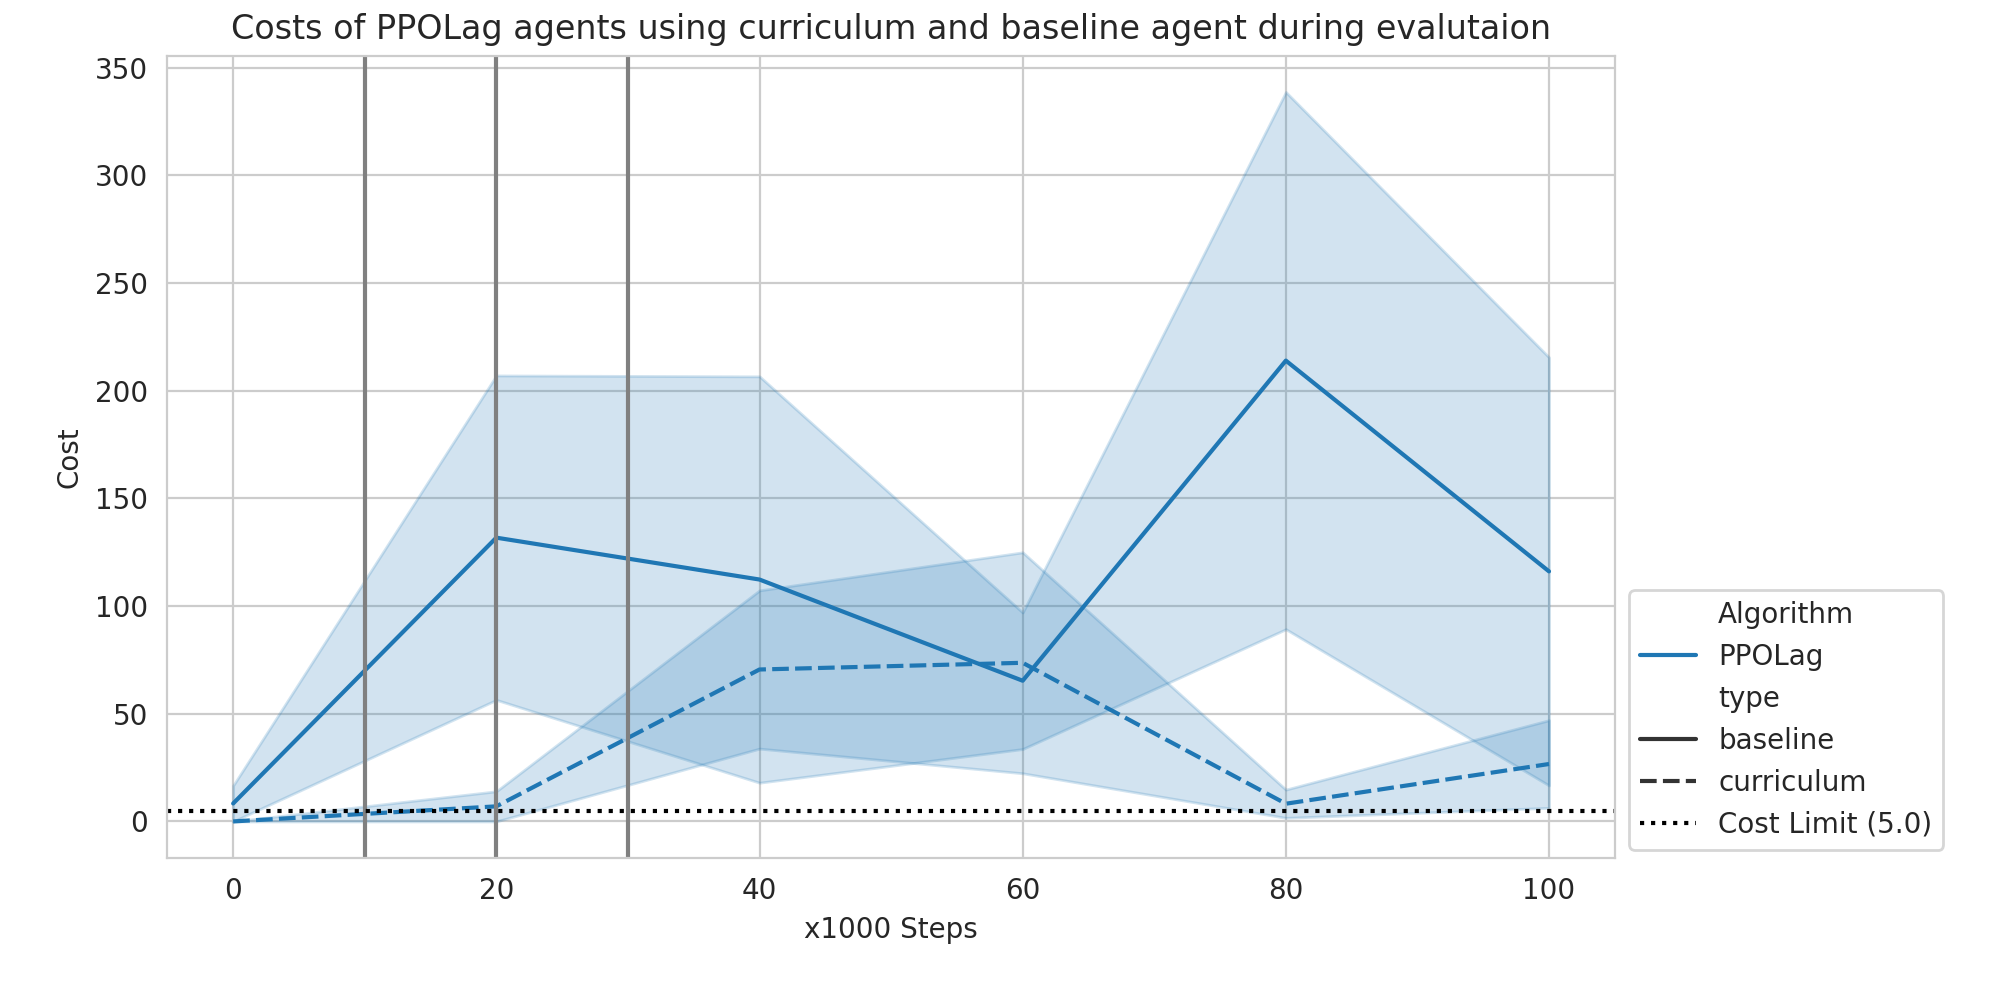 Costs of PPOLag agents using curriculum and baseline agent during evalutaion
350
300
250
200
150
100
50
0
Cost
0 20 40 60 80 100
x1000 Steps
Algorithm
PPOLag
type
baseline
curriculum
Cost Limit (5.0)